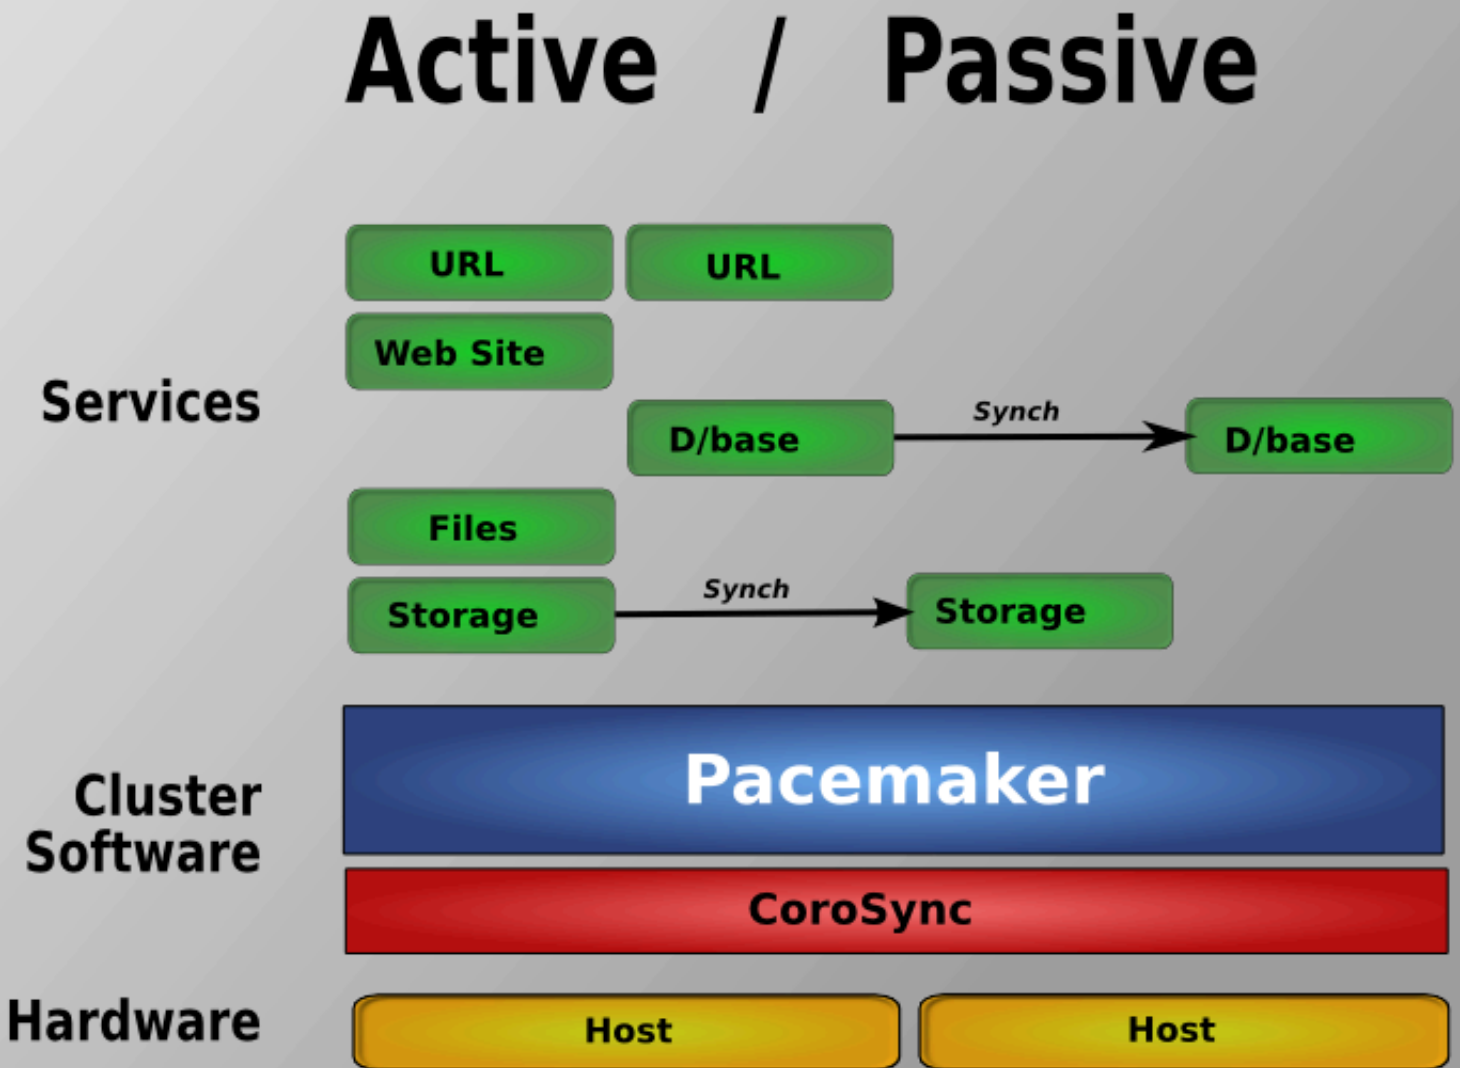 Active / Passive
URL URL
Web Site
Services
Synch
D/base D/base
Files
Synch
Storage Storage
Pacemaker
Cluster
Software
CoroSync
Hardware
Host Host